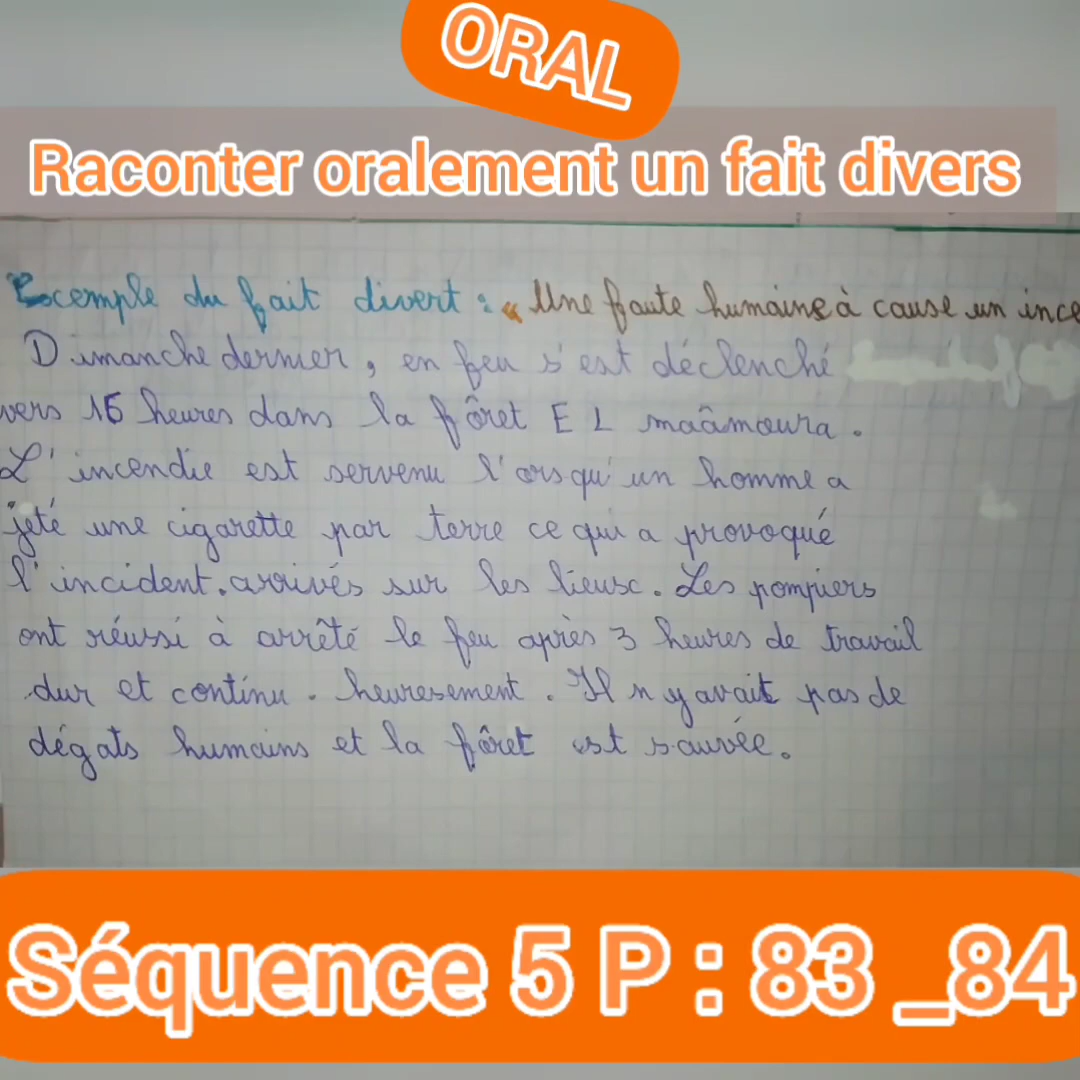 ORAL
Raconter oralement un fait divers
Excemple du fait divert : " Une faute humaine à cause un ince
Dimanche dernier, en feu s'est déclenché
vers 16 heures dans la fôret EL maâmoura.
L'incendie est servenu l'orsqu'un homme a
jeté une cigarette par terre ce qui a provoqué
l'incident. arrivés sur les lieux. Les pompiers
ont réussi à arrêté le feu après 3 heures de travail
dur et continu. heuresement. Il n y avait pas de
dégats humains et la fôret est sauvée.
Séquence 5 P : 83 _84